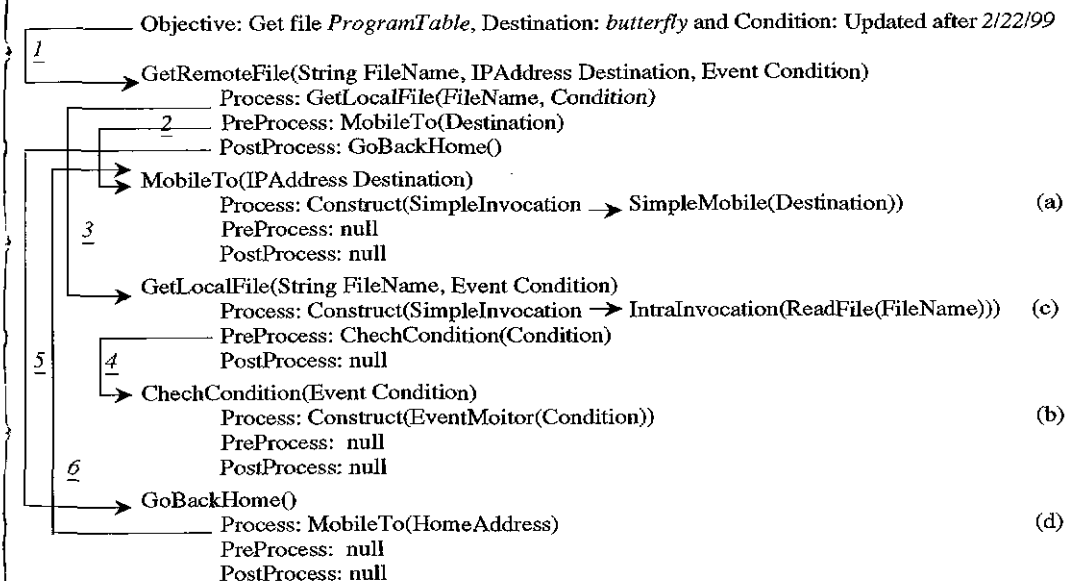 Objective: Get file ProgramTable, Destination: butterfly and Condition: Updated after 2/22/99
1
GetRemoteFile(String FileName, IPAddress Destination, Event Condition)
Process: GetLocalFile(FileName, Condition)
2 PreProcess: MobileTo(Destination)
PostProcess: GoBackHome()
MobileTo(IPAddress Destination)
Process: Construct(SimpleInvocation → SimpleMobile(Destination)) (a)
3 PreProcess: null
PostProcess: null
GetLocalFile(String FileName, Event Condition)
Process: Construct(SimpleInvocation → IntraInvocation(ReadFile(FileName))) (c)
PreProcess: ChechCondition(Condition)
5 4 PostProcess: null
ChechCondition(Event Condition)
Process: Construct(EventMoitor(Condition)) (b)
PreProcess: null
6 PostProcess: null
GoBackHome()
Process: MobileTo(HomeAddress) (d)
PreProcess: null
PostProcess: null